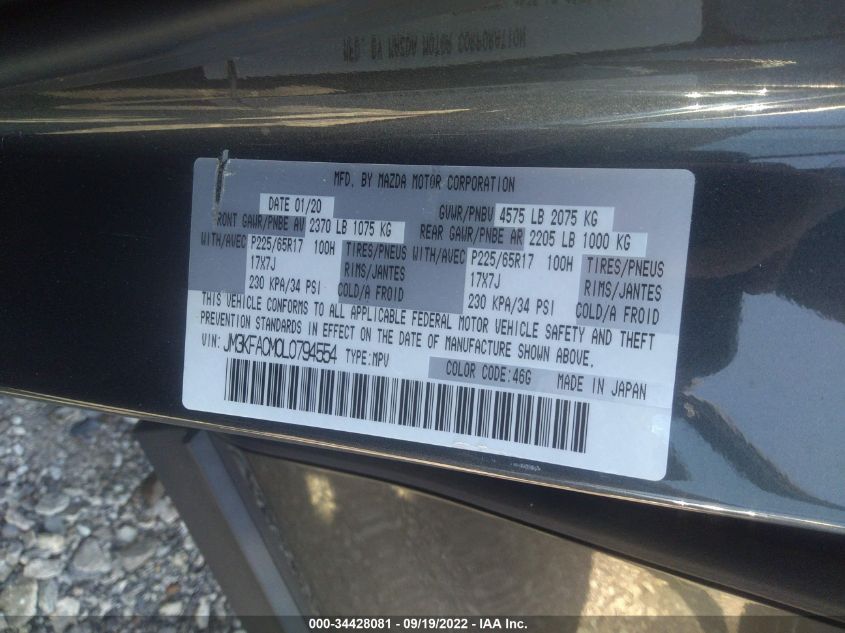 MFD. BY MAZDA MOTOR CORPORATION
DATE 01/20 GVWR/PNBV 4575 LB 2075 KG
FRONT GAWR/PNBE AV 2370 LB 1075 KG REAR GAWR/PNBE AR 2205 LB 1000 KG
WITH/AVEC P225/65R17 100H TIRES/PNEUS WITH/AVEC P225/65R17 100H TIRES/PNEUS
17X7J RIMS/JANTES 17X7J RIMS/JANTES
230 KPA/34 PSI COLD/A FROID 230 KPA/34 PSI COLD/A FROID
THIS VEHICLE CONFORMS TO ALL APPLICABLE FEDERAL MOTOR VEHICLE SAFETY AND THEFT
PREVENTION STANDARDS IN EFFECT ON THE DATE OF MANUFACTURE SHOWN ABOVE.
VIN: JM3KFACM0L0794554 TYPE:MPV
COLOR CODE:46G MADE IN JAPAN
000-34428081 - 09/19/2022 - IAA Inc.